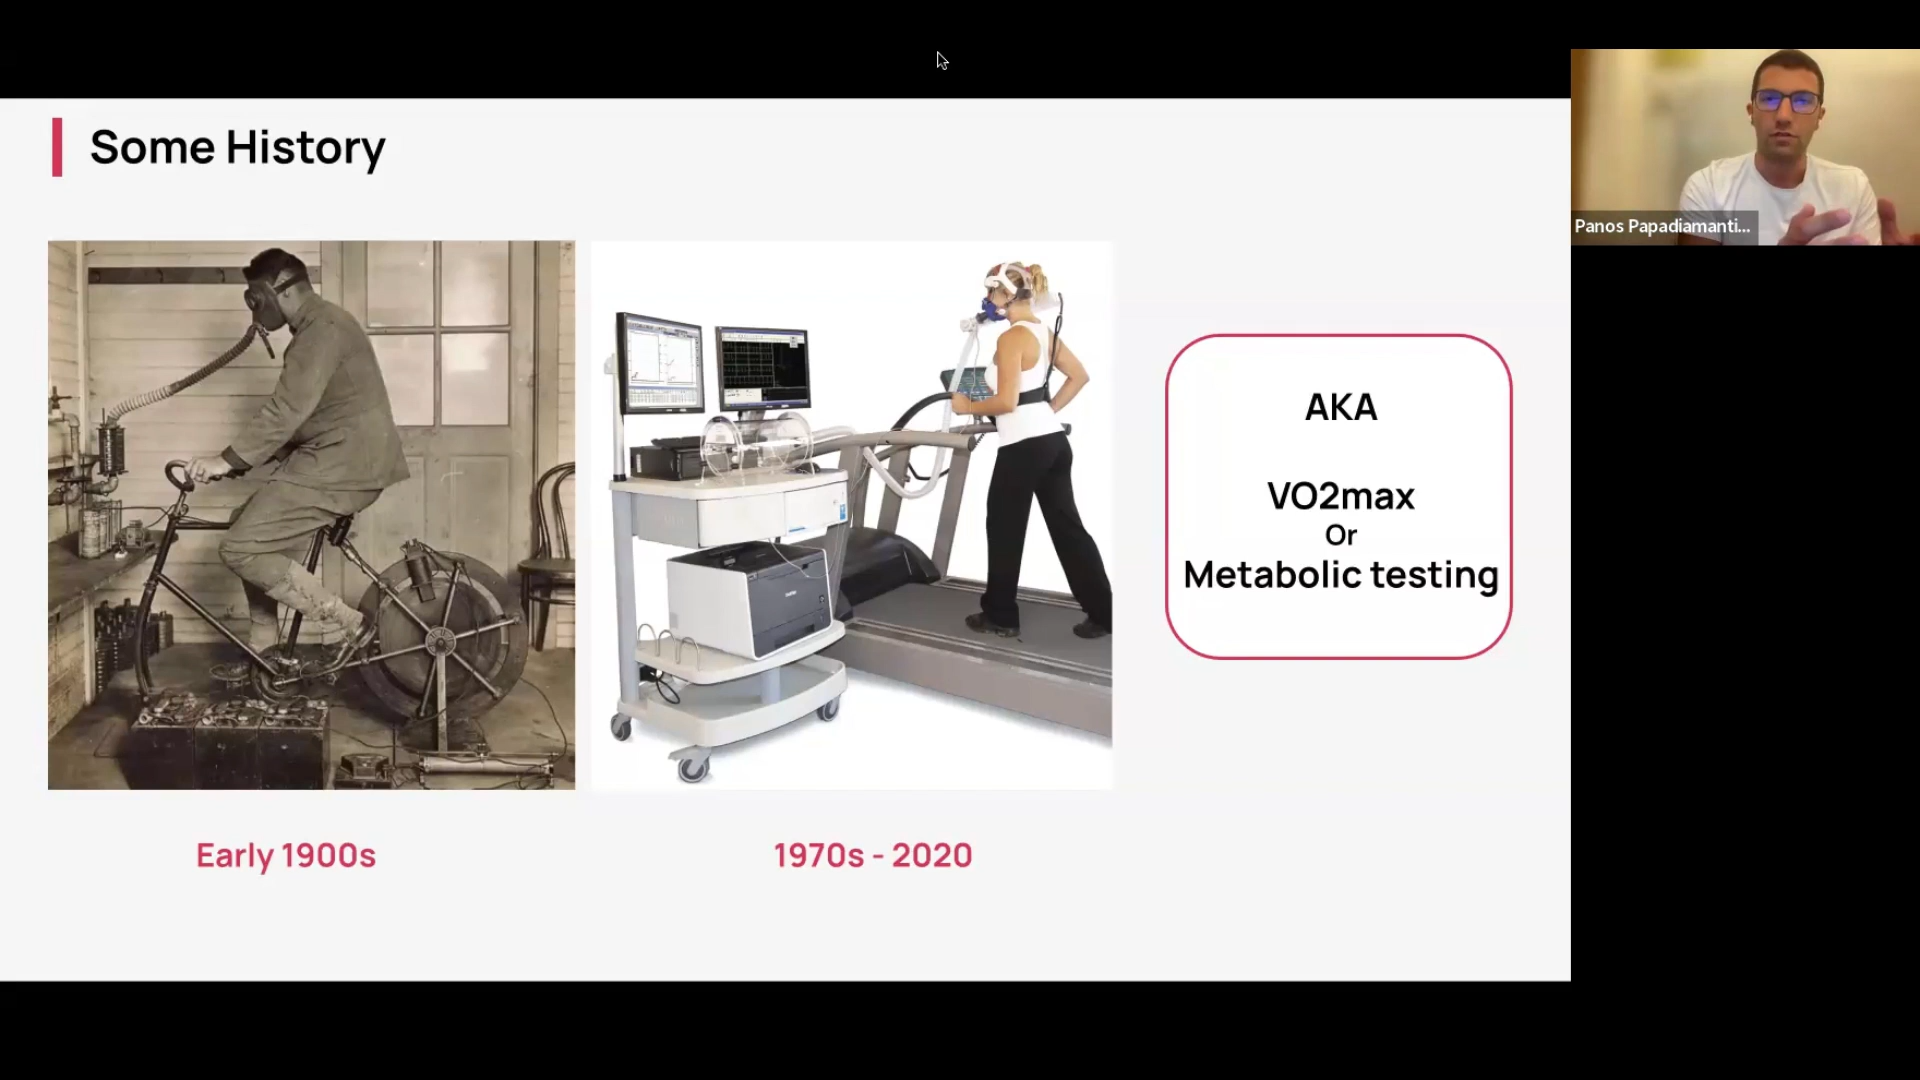 Some History
Panos Papadiamanti...
AKA
VO2max
Or
Metabolic testing
Early 1900s
1970s - 2020